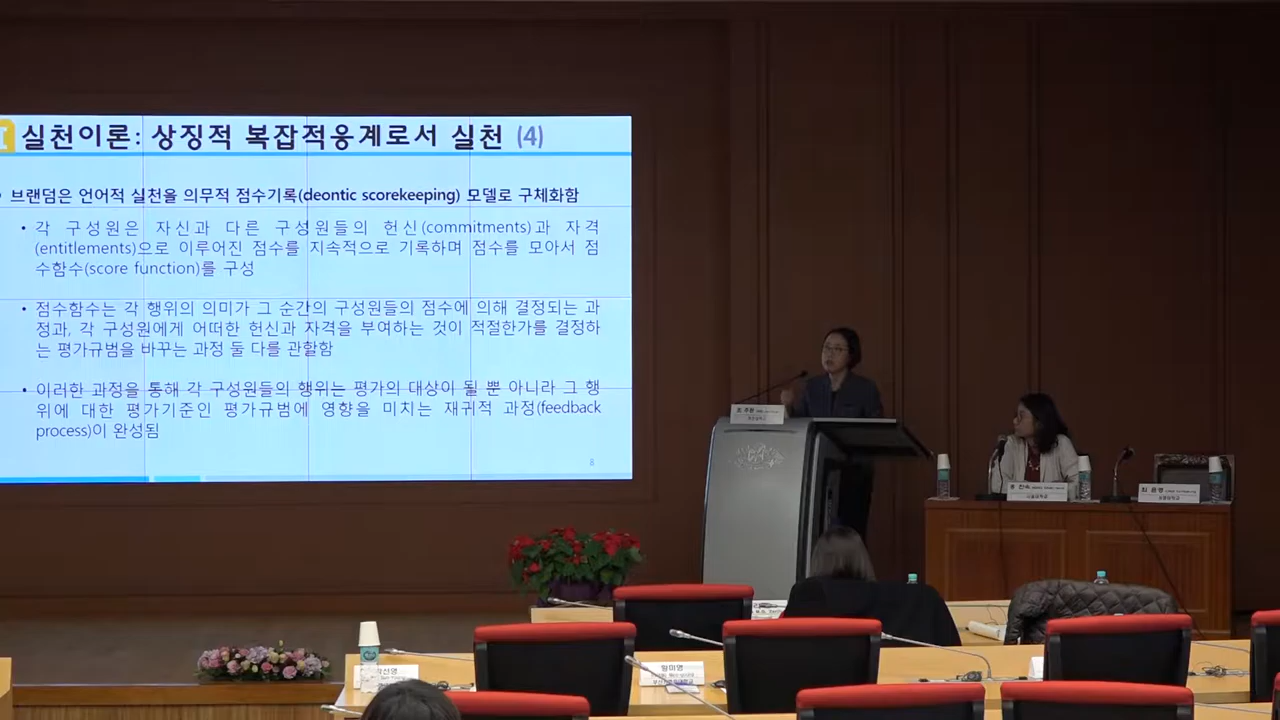 실천이론: 상징적 복잡적응계로서 실천 (4)
브랜덤은 언어적 실천을 의무적 점수기록(deontic scorekeeping) 모델로 구체화함
• 각 구성원은 자신과 다른 구성원들의 헌신(commitments)과 자격
(entitlements)으로 이루어진 점수를 지속적으로 기록하며 점수를 모아서 점
수함수(score function)를 구성
• 점수함수는 각 행위의 의미가 그 순간의 구성원들의 점수에 의해 결정되는 과
정과, 각 구성원에게 어떠한 헌신과 자격을 부여하는 것이 적절한가를 결정하
는 평가규범을 바꾸는 과정 둘 다를 관할함
• 이러한 과정을 통해 각 구성원들의 행위는 평가의 대상이 될 뿐 아니라 그 행
위에 대한 평가기준인 평가규범에 영향을 미치는 재귀적 과정(feedback
process)이 완성됨
8